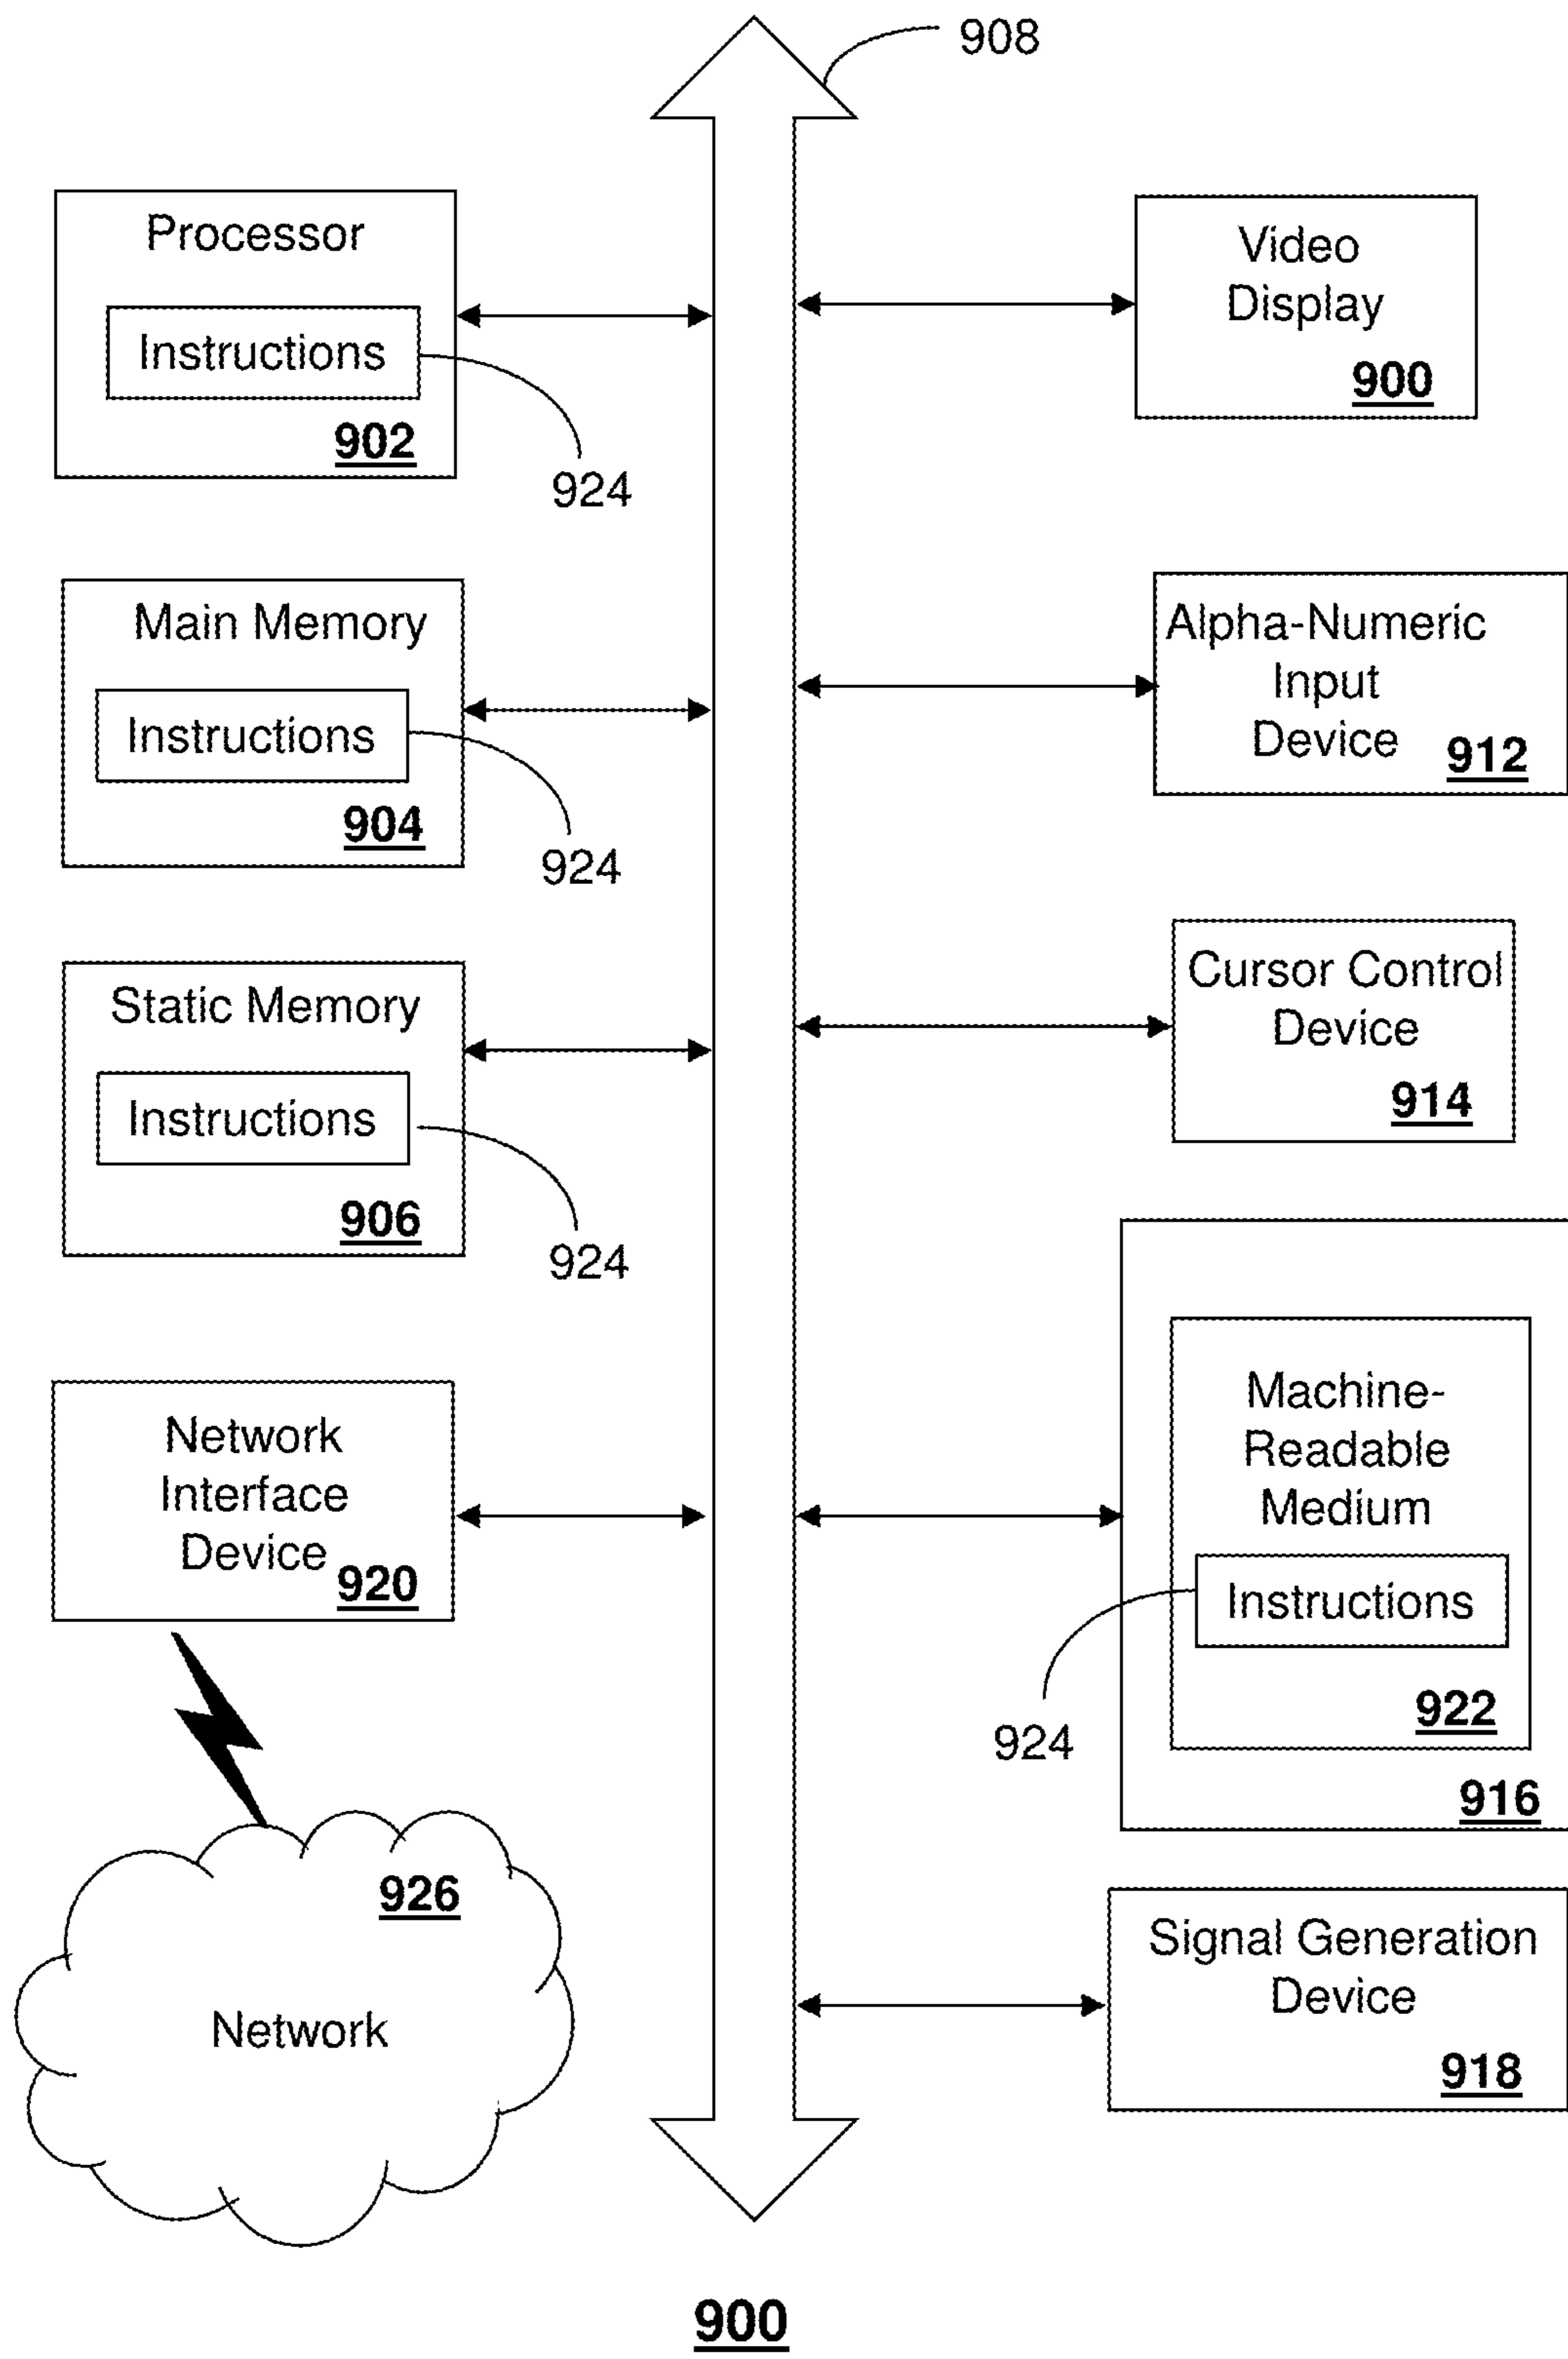 908
Processor
Instructions
902
924
Video
Display
900
Main Memory
Instructions
904
924
Alpha-Numeric
Input
Device
912
Static Memory
Instructions
906
924
Cursor Control
Device
914
Network
Interface
Device
920
Machine-
Readable
Medium
Instructions
924
922
916
926
Network
Signal Generation
Device
918
900